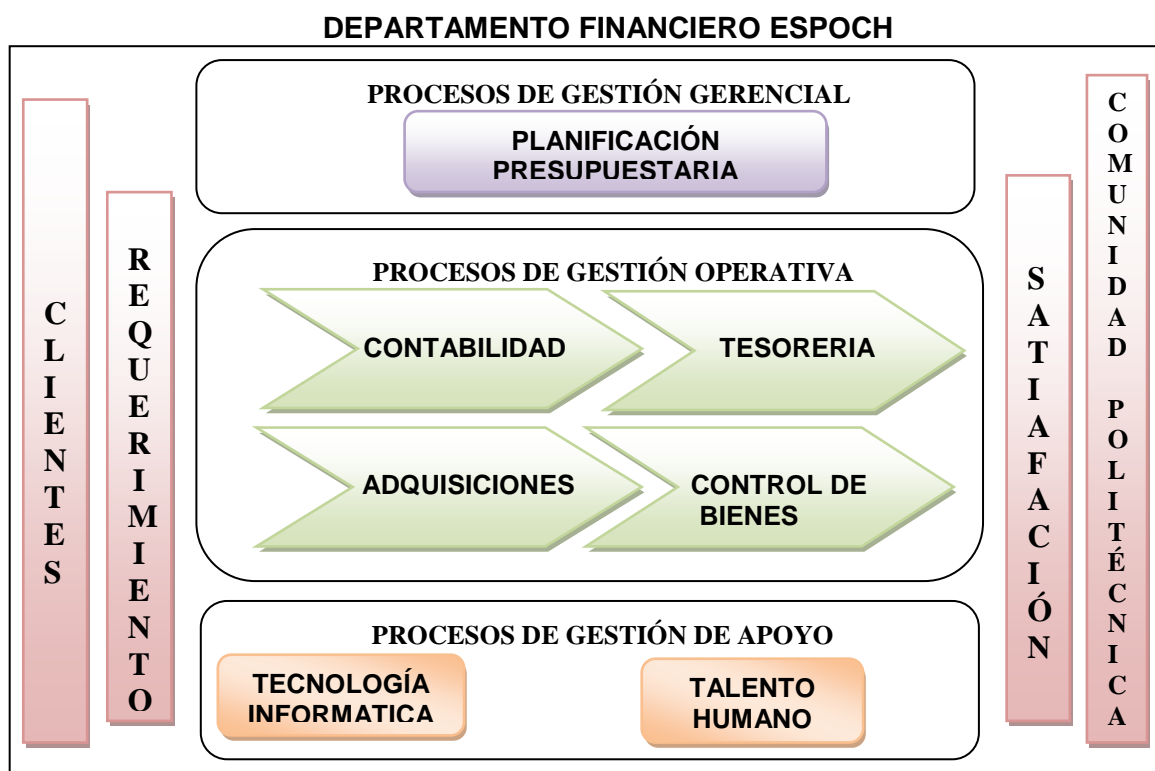 DEPARTAMENTO FINANCIERO ESPOCH
CLIENTES
REQUERIMIENTO
PROCESOS DE GESTIÓN GERENCIAL
PLANIFICACIÓN
PRESUPUESTARIA
PROCESOS DE GESTIÓN OPERATIVA
CONTABILIDAD
TESORERIA
ADQUISICIONES
CONTROL DE
BIENES
PROCESOS DE GESTIÓN DE APOYO
TECNOLOGÍA
INFORMATICA
TALENTO
HUMANO
SATIAFACIÓN
COMUNIDAD POLITÉCNICA